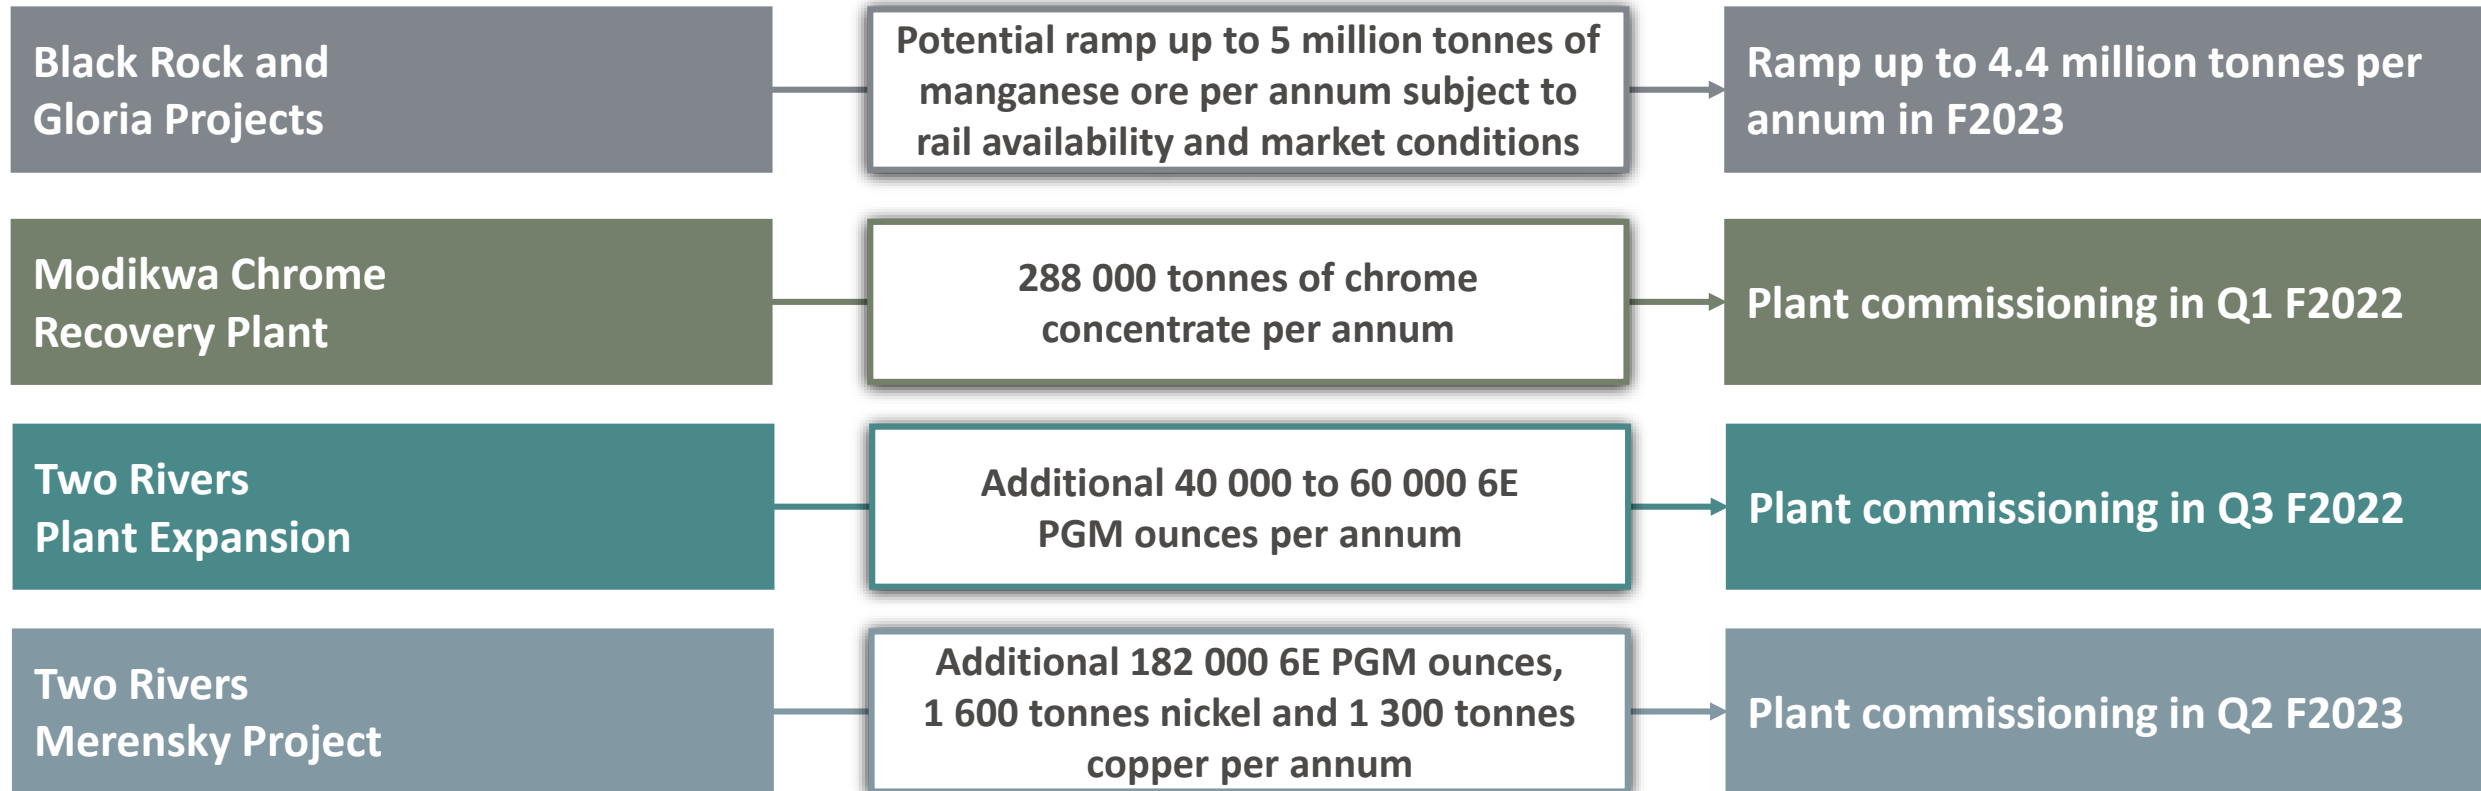 Black Rock and
Gloria Projects
Potential ramp up to 5 million tonnes of
manganese ore per annum subject to
rail availability and market conditions
Ramp up to 4.4 million tonnes per
annum in F2023
Modikwa Chrome
Recovery Plant
288 000 tonnes of chrome
concentrate per annum
Plant commissioning in Q1 F2022
Two Rivers
Plant Expansion
Additional 40 000 to 60 000 6E
PGM ounces per annum
Plant commissioning in Q3 F2022
Two Rivers
Merensky Project
Additional 182 000 6E PGM ounces,
1 600 tonnes nickel and 1 300 tonnes
copper per annum
Plant commissioning in Q2 F2023